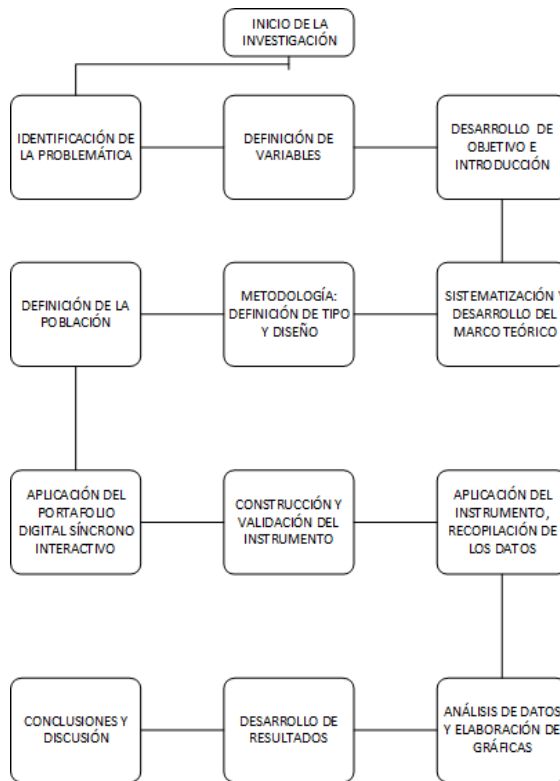 INICIO DE LA
INVESTIGACIÓN
IDENTIFICACIÓN DE
LA PROBLEMÁTICA
DEFINICIÓN DE
VARIABLES
DESARROLLO DE
OBJETIVO E
INTRODUCCIÓN
SISTEMATIZACIÓN Y
DESARROLLO DEL
MARCO TEÓRICO
METODOLOGÍA:
DEFINICIÓN DE TIPO
Y DISEÑO
DEFINICIÓN DE LA
POBLACIÓN
APLICACIÓN DEL
PORTAFOLIO
DIGITAL SÍNCRONO
INTERACTIVO
CONSTRUCCIÓN Y
VALIDACIÓN DEL
INSTRUMENTO
APLICACIÓN DEL
INSTRUMENTO,
RECOPILACIÓN DE
LOS DATOS
ANÁLISIS DE DATOS
Y ELABORACIÓN DE
GRÁFICAS
DESARROLLO DE
RESULTADOS
CONCLUSIONES Y
DISCUSIÓN